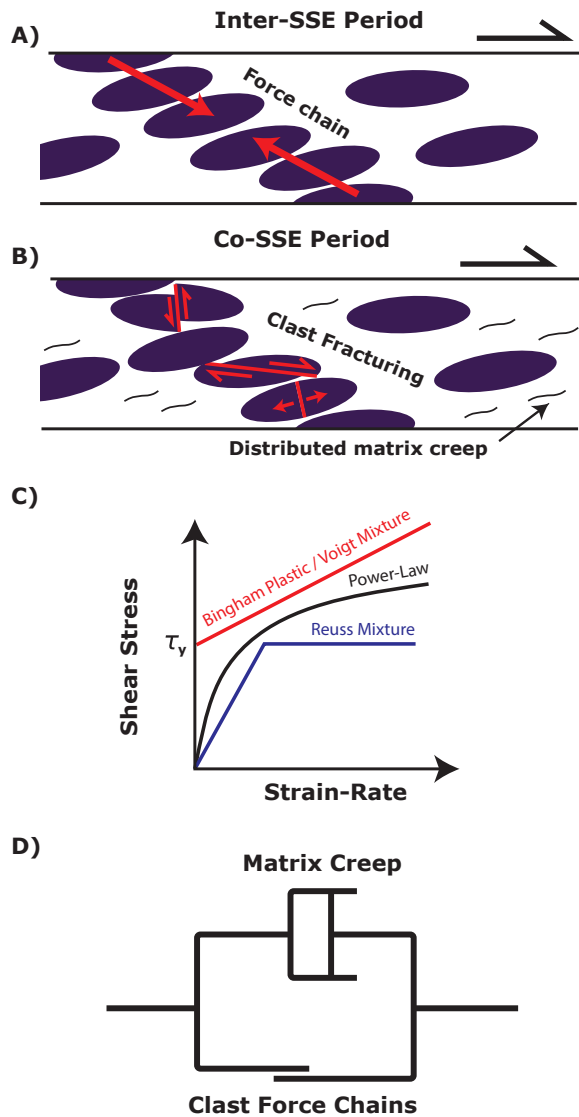 A)
Inter-SSE Period
Force chain
Co-SSE Period
B)
Clast Fracturing
Distributed matrix creep
C)
Shear Stress
τy
Bingham Plastic / Voigt Mixture
Power-Law
Reuss Mixture
Strain-Rate
D)
Matrix Creep
Clast Force Chains